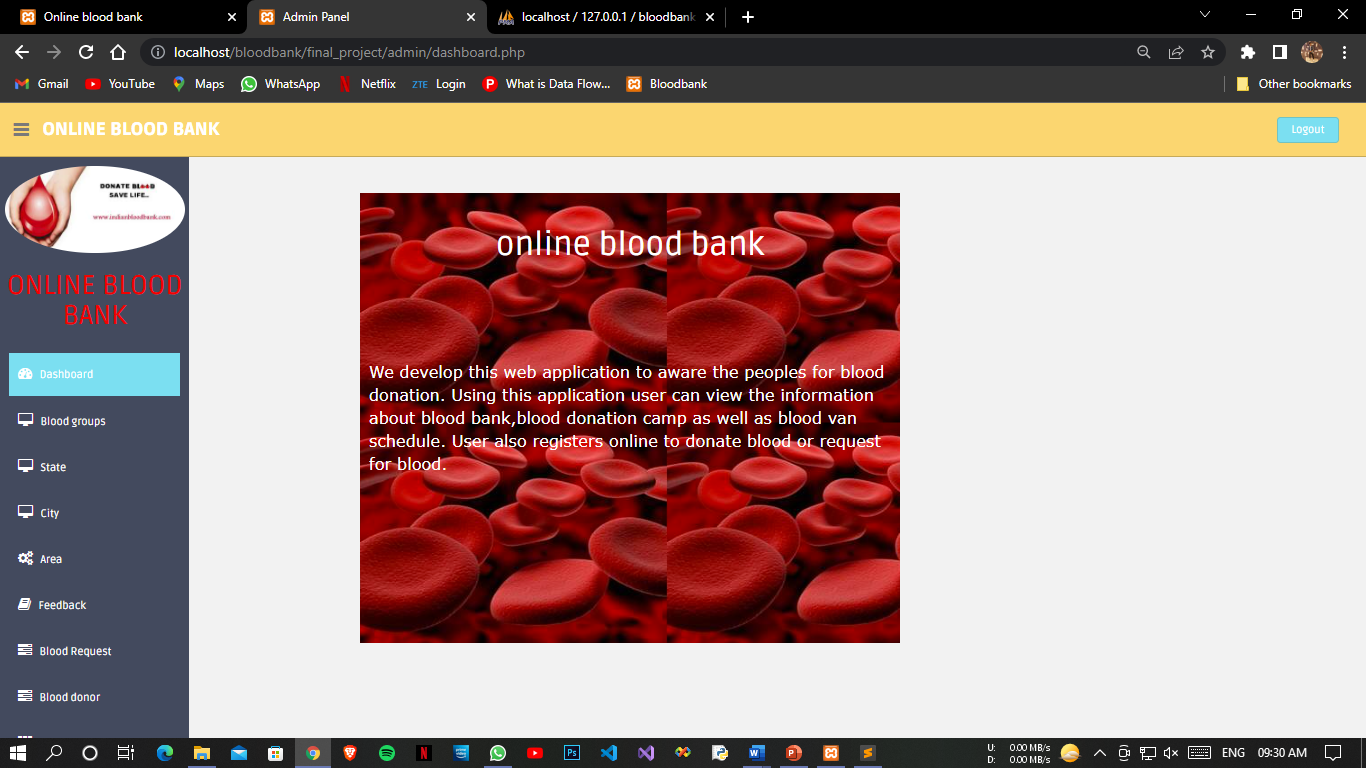 Online blood bank
Admin Panel
localhost / 127.0.0.1 / bloodbank
localhost/bloodbank/final_project/admin/dashboard.php
Gmail
YouTube
Maps
WhatsApp
Netflix
ZTE Login
What is Data Flow...
Bloodbank
Other bookmarks
ONLINE BLOOD BANK
Logout
DONATE BLOOD
SAVE LIFE..
www.indianbloodbank.com
ONLINE BLOOD
BANK
Dashboard
Blood groups
State
City
Area
Feedback
Blood Request
Blood donor
online blood bank
We develop this web application to aware the peoples for blood
donation. Using this application user can view the information
about blood bank,blood donation camp as well as blood van
schedule. User also registers online to donate blood or request
for blood.
U: 0.00 MB/s
D: 0.00 MB/s
ENG
09:30 AM